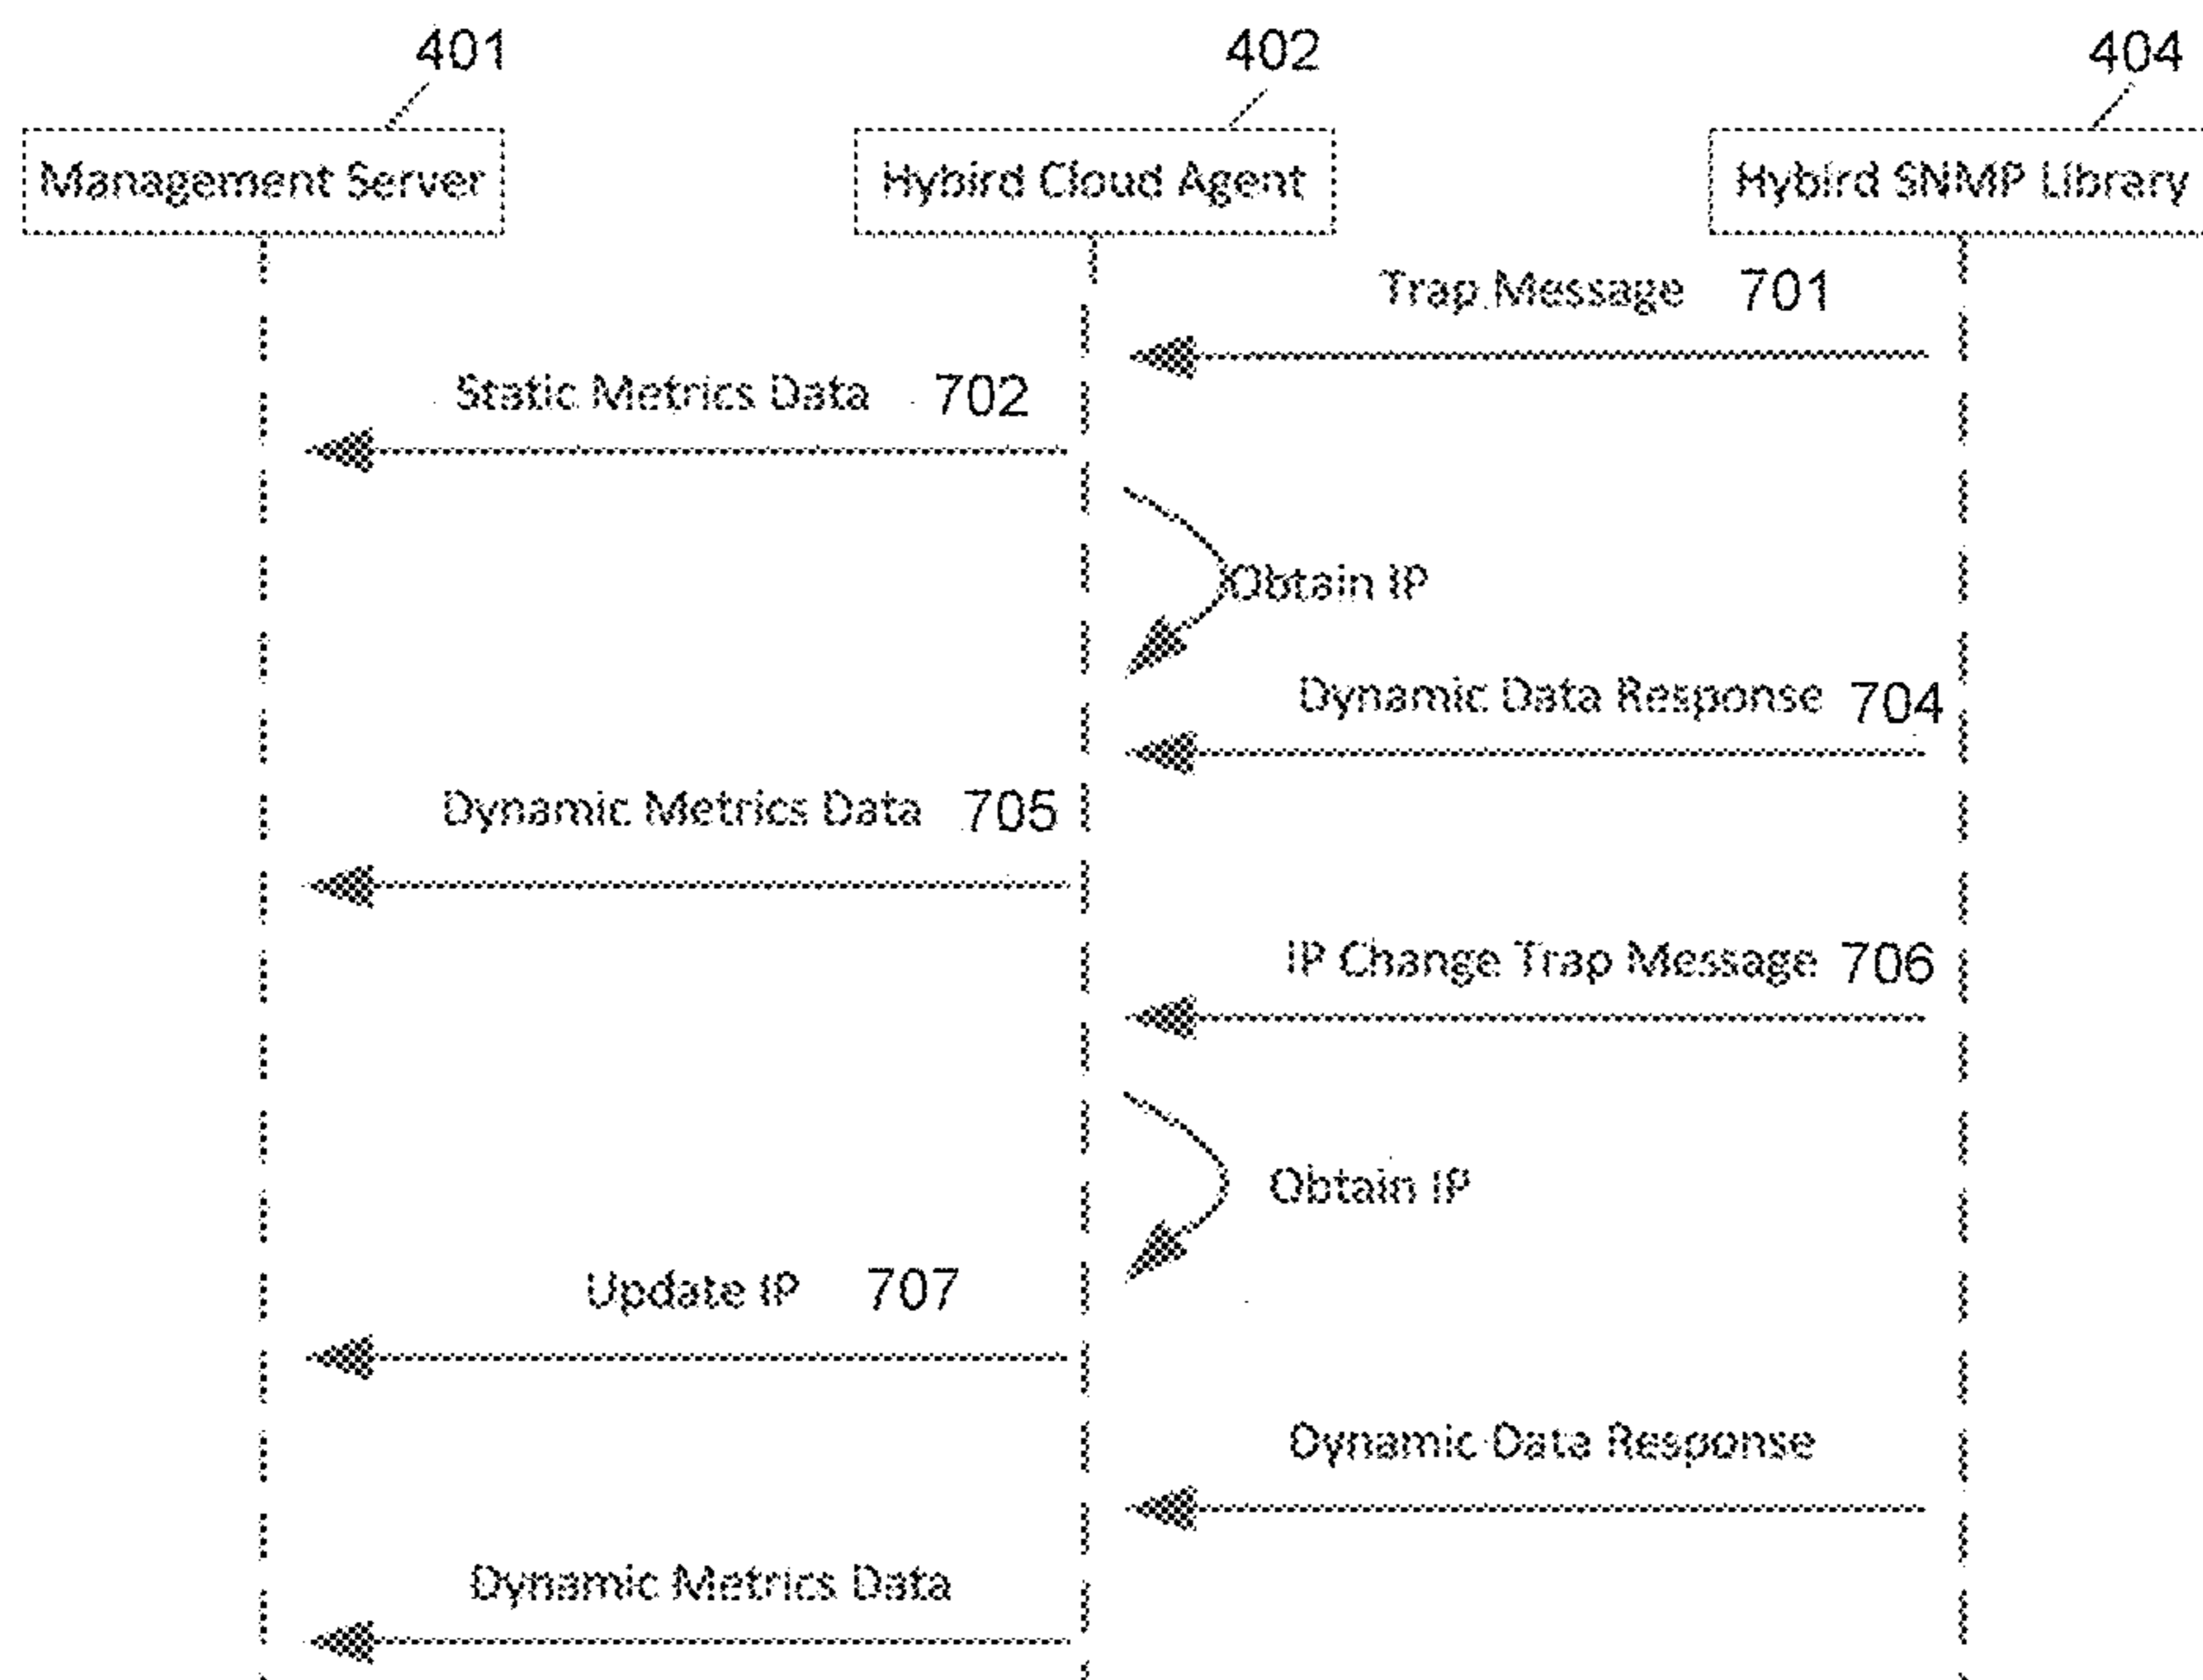 401
402
404
Management Server
Hybird Cloud Agent
Hybird SNMP Library
Trap Message 701
Static Metrics Data 702
Obtain IP
Dynamic Data Response 704
Dynamic Metrics Data 705
IP Change Trap Message 706
Obtain IP
Update IP 707
Dynamic Data Response
Dynamic Metrics Data